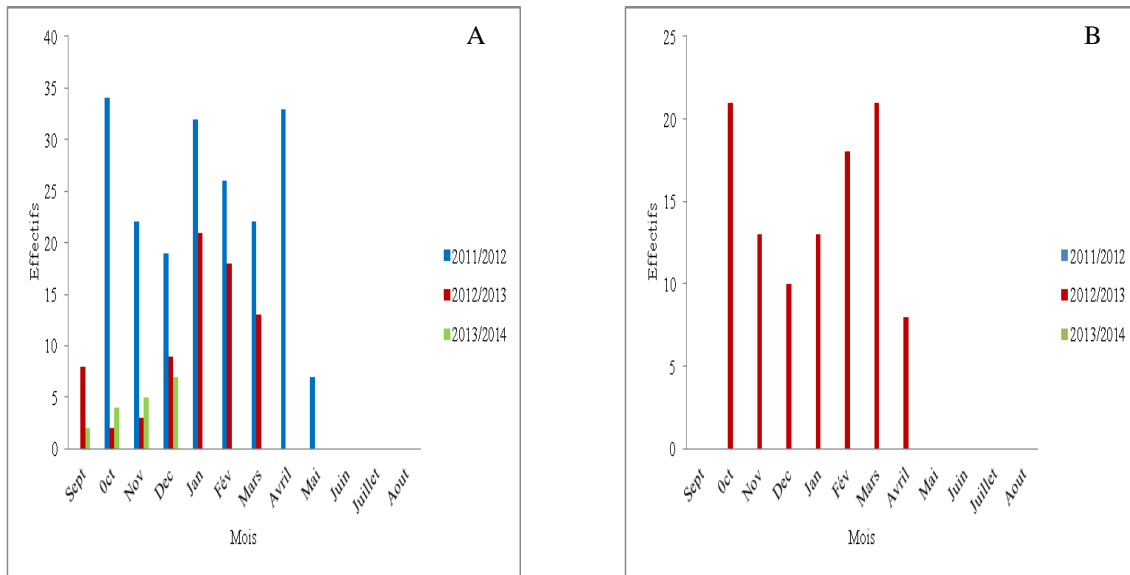 A
40
35
30
25
20
15
10
5
0
Effectifs
Sept
0ct
Nov
Dec
Jan
Fév
Mars
Avril
Mai
Juin
Juillet
Aout
Mois
2011/2012
2012/2013
2013/2014
B
25
20
15
10
5
0
Effectifs
Sept
0ct
Nov
Dec
Jan
Fév
Mars
Avril
Mai
Juin
Juillet
Aout
Mois
2011/2012
2012/2013
2013/2014